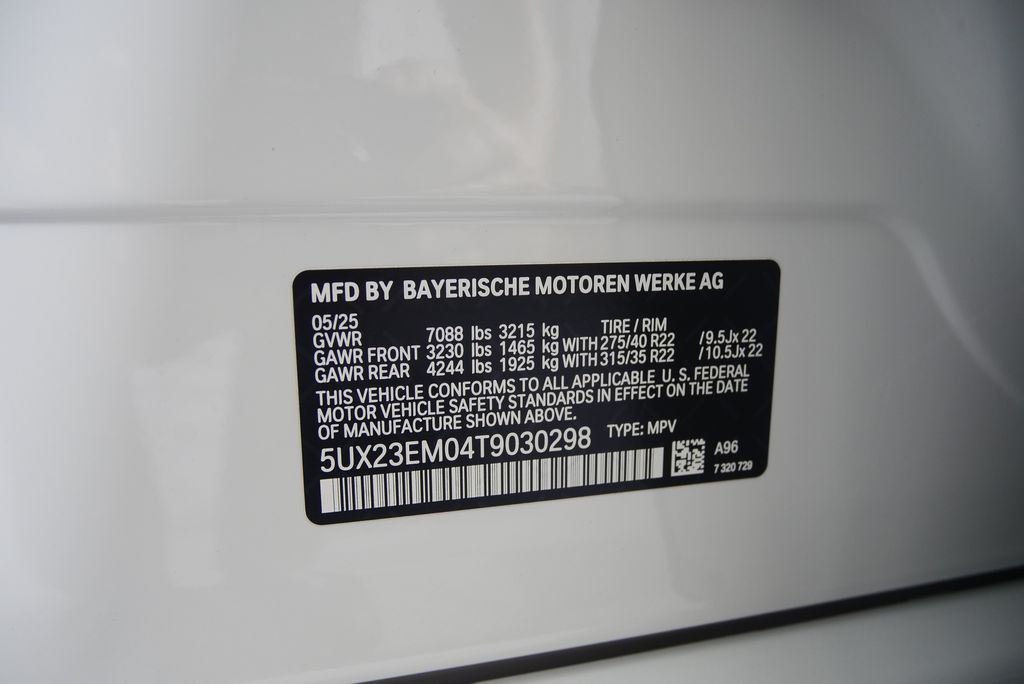 MFD BY BAYERISCHE MOTOREN WERKE AG
05/25
GVWR 7088 lbs 3215 kg TIRE / RIM
GAWR FRONT 3230 lbs 1465 kg WITH 275/40 R22 /9.5Jx 22
GAWR REAR 4244 lbs 1925 kg WITH 315/35 R22 /10.5Jx 22
THIS VEHICLE CONFORMS TO ALL APPLICABLE U.S. FEDERAL
MOTOR VEHICLE SAFETY STANDARDS IN EFFECT ON THE DATE
OF MANUFACTURE SHOWN ABOVE.
5UX23EM04T9030298 TYPE: MPV
A96
7 320 729